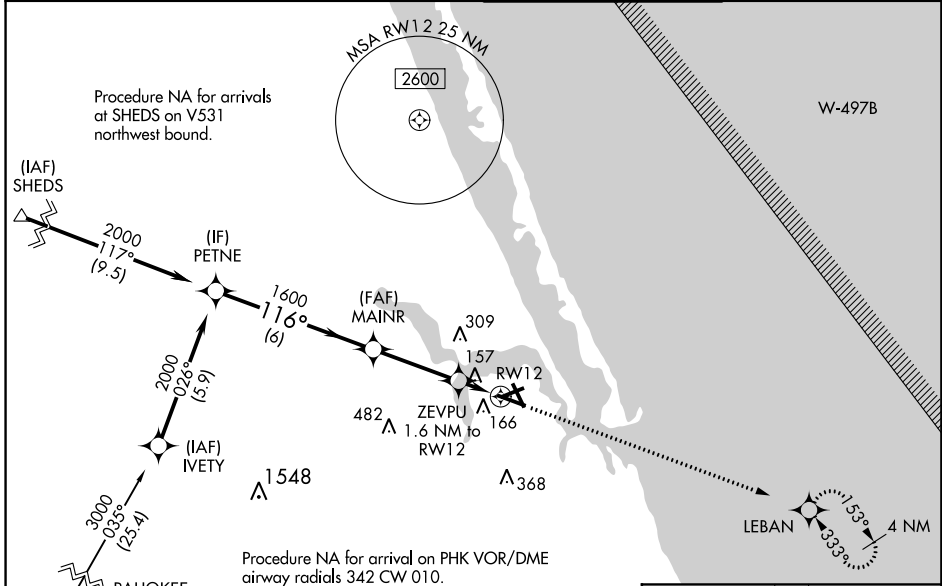 MSA RW12 25 NM
2600
Procedure NA for arrivals
at SHEDS on V531
northwest bound.
W-497B
(IAF)
SHEDS
2000
117°
(9.5)
(IF)
PETNE
1600
116°
(6)
(FAF)
MAINR
309
157
RW12
2000
026°
(5.9)
482
ZEVPU
1.6 NM to
RW12
166
(IAF)
IVETY
1548
368
3000
035°
(25.4)
LEBAN
153°
333°
4 NM
Procedure NA for arrival on PHK VOR/DME
airway radials 342 CW 010.
PAHOKEE